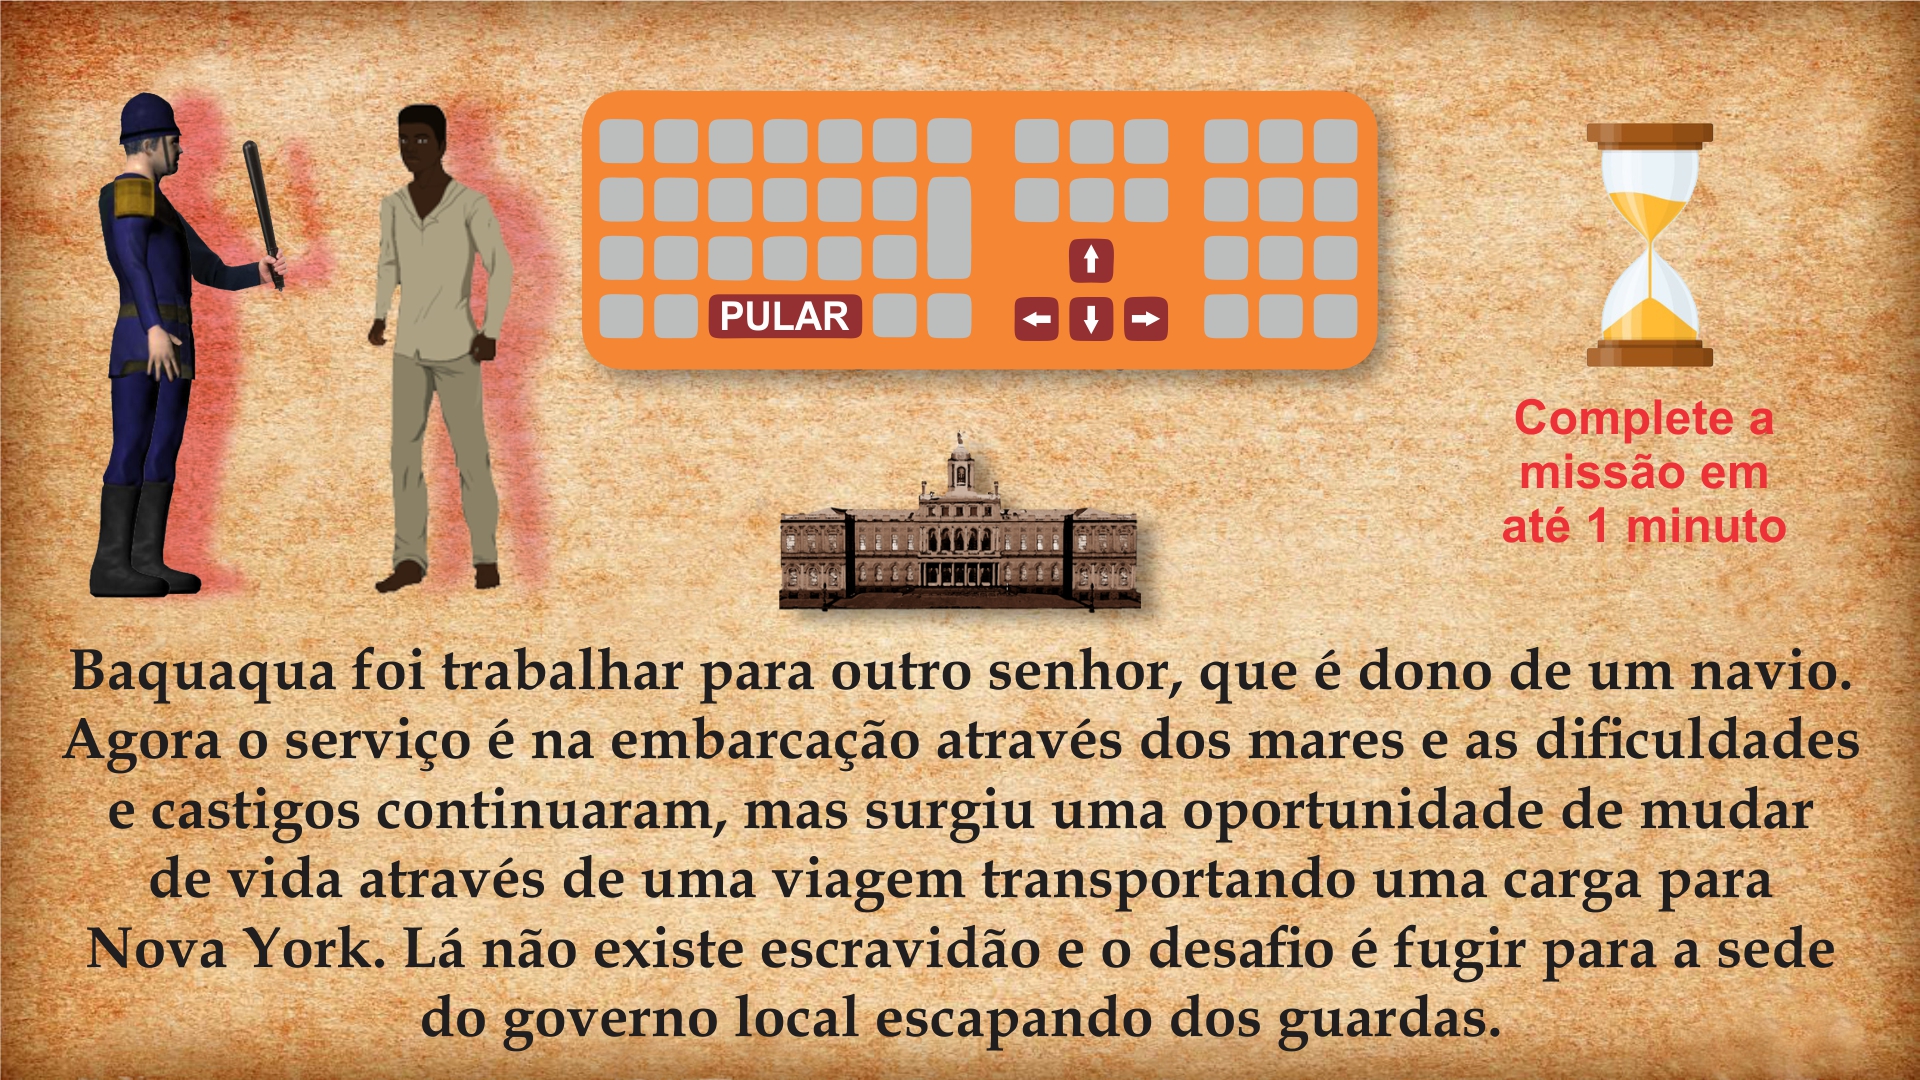 PULAR
Complete a
missão em
até 1 minuto
Baquaqua foi trabalhar para outro senhor, que é dono de um navio.
Agora o serviço é na embarcação através dos mares e as dificuldades
e castigos continuaram, mas surgiu uma oportunidade de mudar
de vida através de uma viagem transportando uma carga para
Nova York. Lá não existe escravidão e o desafio é fugir para a sede
do governo local escapando dos guardas.